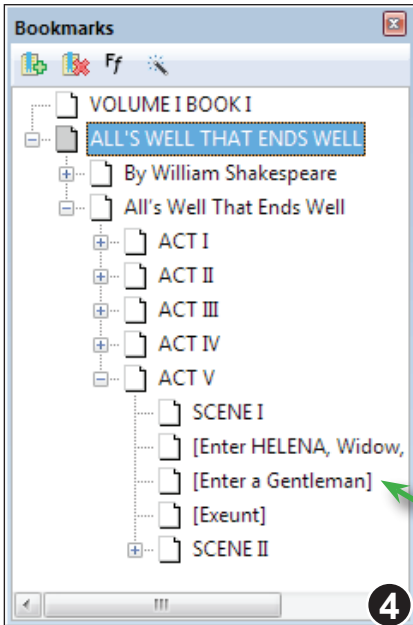 Bookmarks
Ff
VOLUME I BOOK I
ALL'S WELL THAT ENDS WELL
By William Shakespeare
All's Well That Ends Well
ACT I
ACT II
ACT III
ACT IV
ACT V
SCENE I
[Enter HELENA, Widow,
[Enter a Gentleman]
[Exeunt]
SCENE II
4